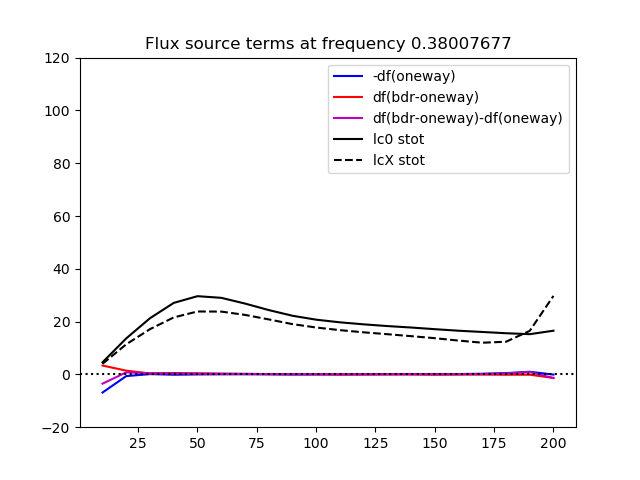 Flux source terms at frequency 0.38007677
-df(oneway)
df(bdr-oneway)
df(bdr-oneway)-df(oneway)
lc0 stot
lcX stot
120
100
80
60
40
20
0
−20
25
50
75
100
125
150
175
200